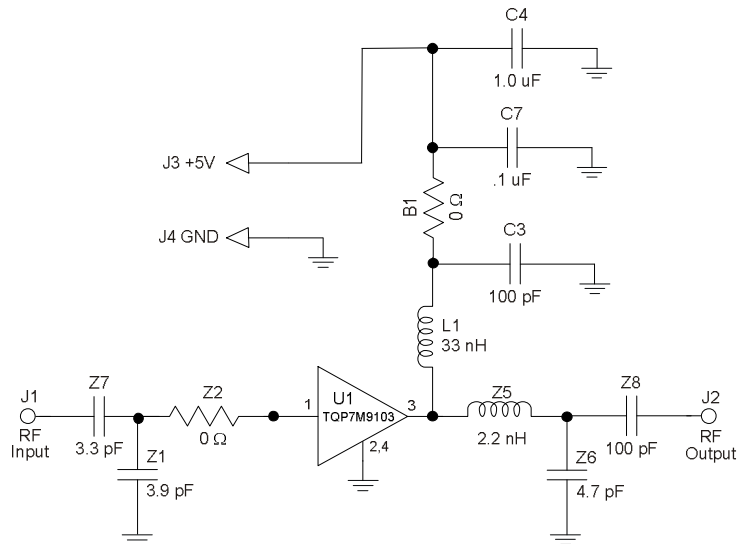 C4
1.0 uF
C7
.1 uF
J3 +5V
B1
0 Ω
J4 GND
C3
100 pF
L1
33 nH
J1
RF
Input
Z7
3.3 pF
Z2
0 Ω
Z1
3.9 pF
1
U1
TQP7M9103
3
2,4
Z5
2.2 nH
Z8
100 pF
J2
RF
Output
Z6
4.7 pF